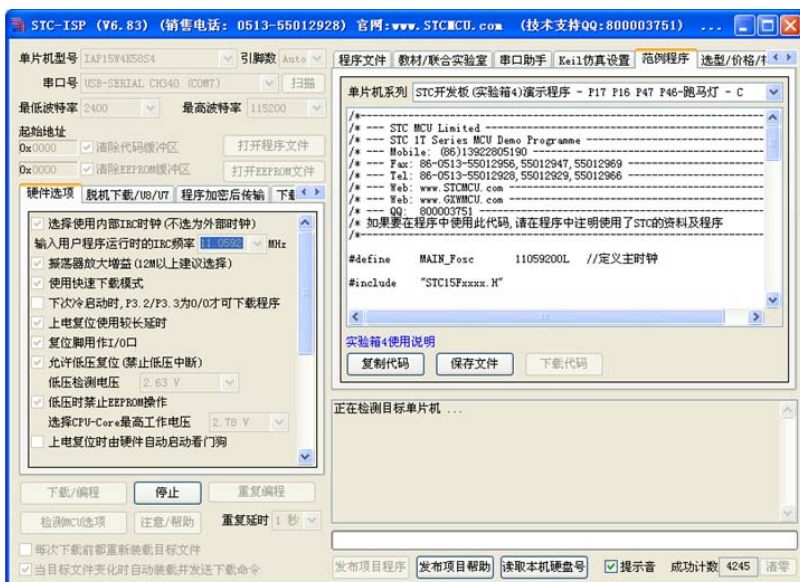 STC-ISP (V6.83) (销售电话: 0513-55012928) 官网:www.STCMCU.com (技术支持QQ:800003751) ...
单片机型号 IAP15W4K58S4 引脚数 Auto
串口号 USB-SERIAL CH340 (COM7) 扫描
最低波特率 2400 最高波特率 115200
起始地址
0x0000 清除代码缓冲区 打开程序文件
0x0000 清除EEPROM缓冲区 打开EEPROM文件
硬件选项 脱机下载/U8/U7 程序加密后传输
选择使用内部IRC时钟(不选为外部时钟)
输入用户程序运行时的IRC频率 11.0592 MHz
振荡器放大增益(12M以上建议选择)
使用快速下载模式
下次冷启动时,P3.2/P3.3为0/0才可下载程序
上电复位使用较长延时
复位脚用作I/O口
允许低压复位(禁止低压中断)
低压检测电压 2.63 V
低压时禁止EEPROM操作
选择CPU-Core最高工作电压 2.78 V
上电复位时由硬件自动启动看门狗
下载/编程 停止 重复编程
检测MCU选项 注意/帮助 重复延时 1 秒
每次下载前都重新装载目标文件
当目标文件变化时自动装载并发送下载命令
程序文件 教材/联合实验室 串口助手 Keil仿真设置 范例程序 选型/价格/
单片机系列 STC开发板(实验箱4)演示程序 - P17 P16 P47 P46-跑马灯 - C
/*---------------------------------------------------------------------
/* --- STC MCU Limited ------------------------------------------------
/* --- STC 1T Series MCU Demo Programme -------------------------------
/* --- Mobile: (86)13922805190 ----------------------------------------
/* --- Fax: 86-0513-55012956,55012947,55012969 ------------------------
/* --- Tel: 86-0513-55012928,55012929,55012966 ------------------------
/* --- Web: www.STCMCU.com --------------------------------------------
/* --- Web: www.GXWMCU.com --------------------------------------------
/* --- QQ: 800003751 --------------------------------------------------
/* 如果要在程序中使用此代码,请在程序中注明使用了STC的资料及程序
/*---------------------------------------------------------------------
#define MAIN_Fosc 11059200L //定义主时钟
#include "STC15Fxxxx.H"
实验箱4使用说明
复制代码 保存文件 下载代码
正在检测目标单片机 ...
发布项目程序 发布项目帮助 读取本机硬盘号 提示音 成功计数 4245 清零